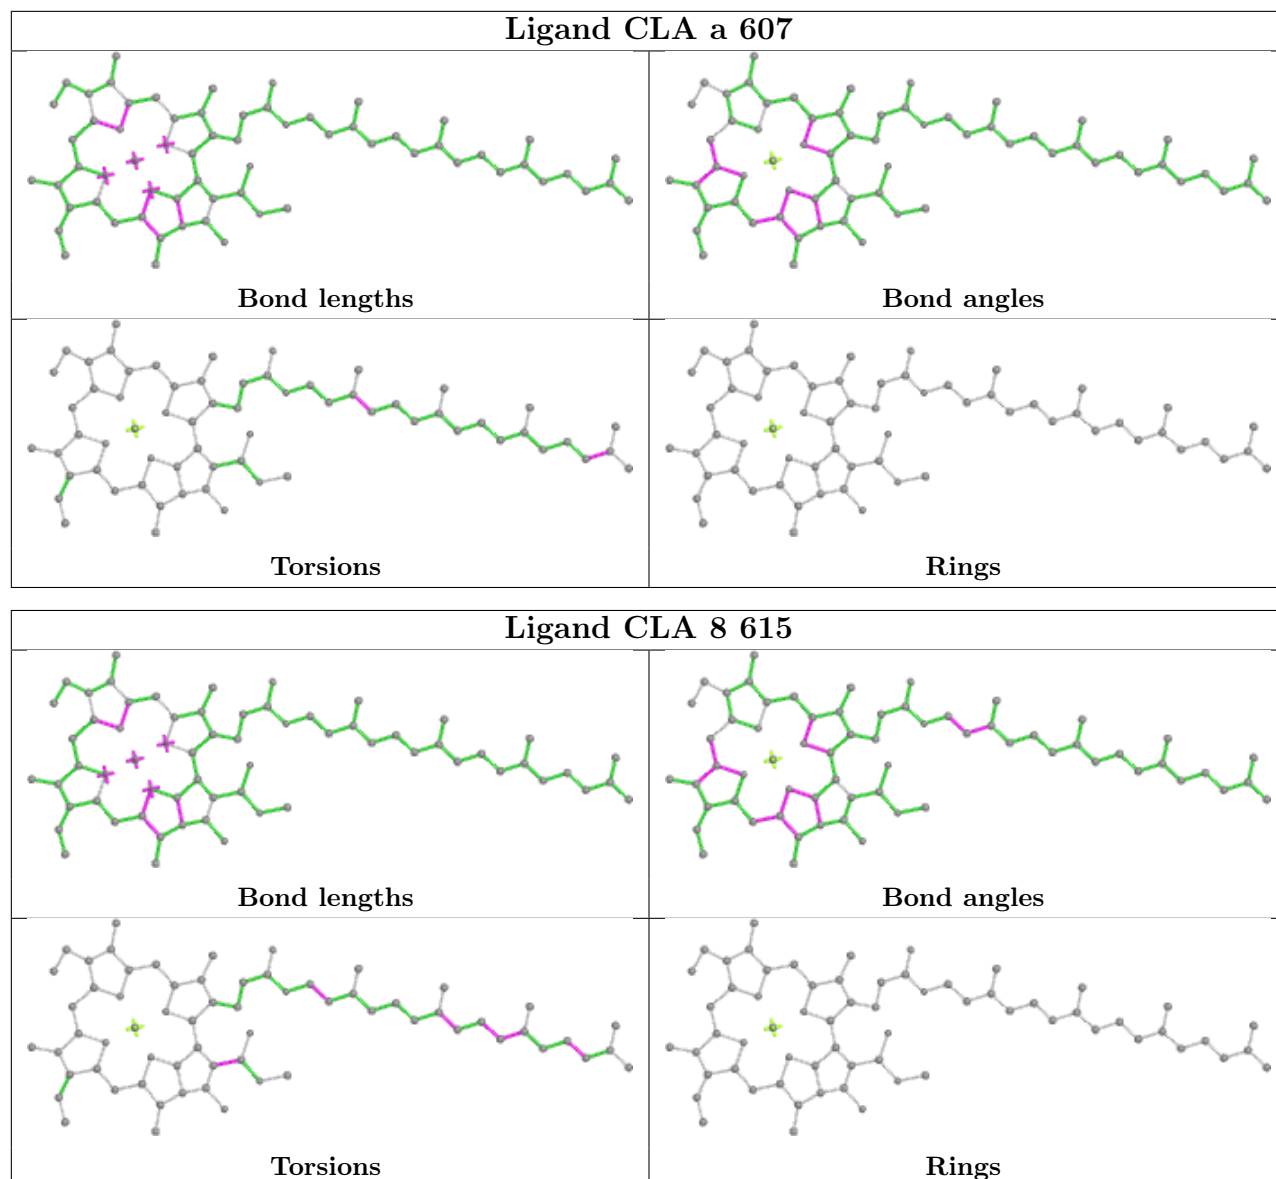 Ligand CLA a 607
Bond lengths
Bond angles
Torsions
Rings
Ligand CLA 8 615
Bond lengths
Bond angles
Torsions
Rings